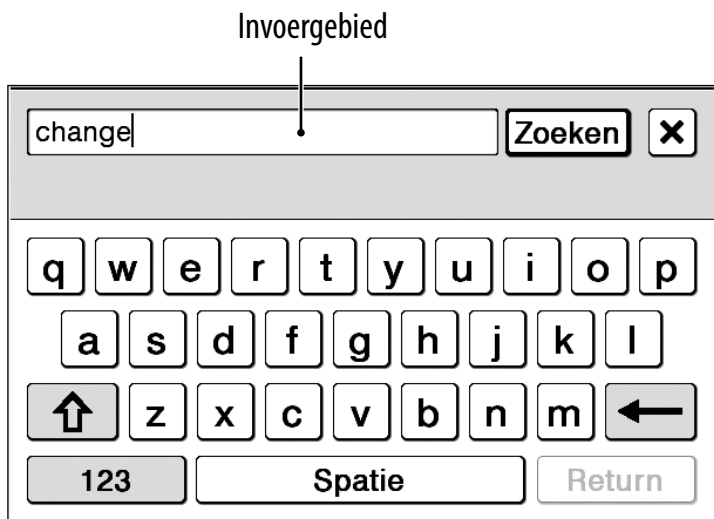 Invoergebied
change Zoeken
q w e r t y u i o p
a s d f g h j k l
z x c v b n m
123 Spatie Return